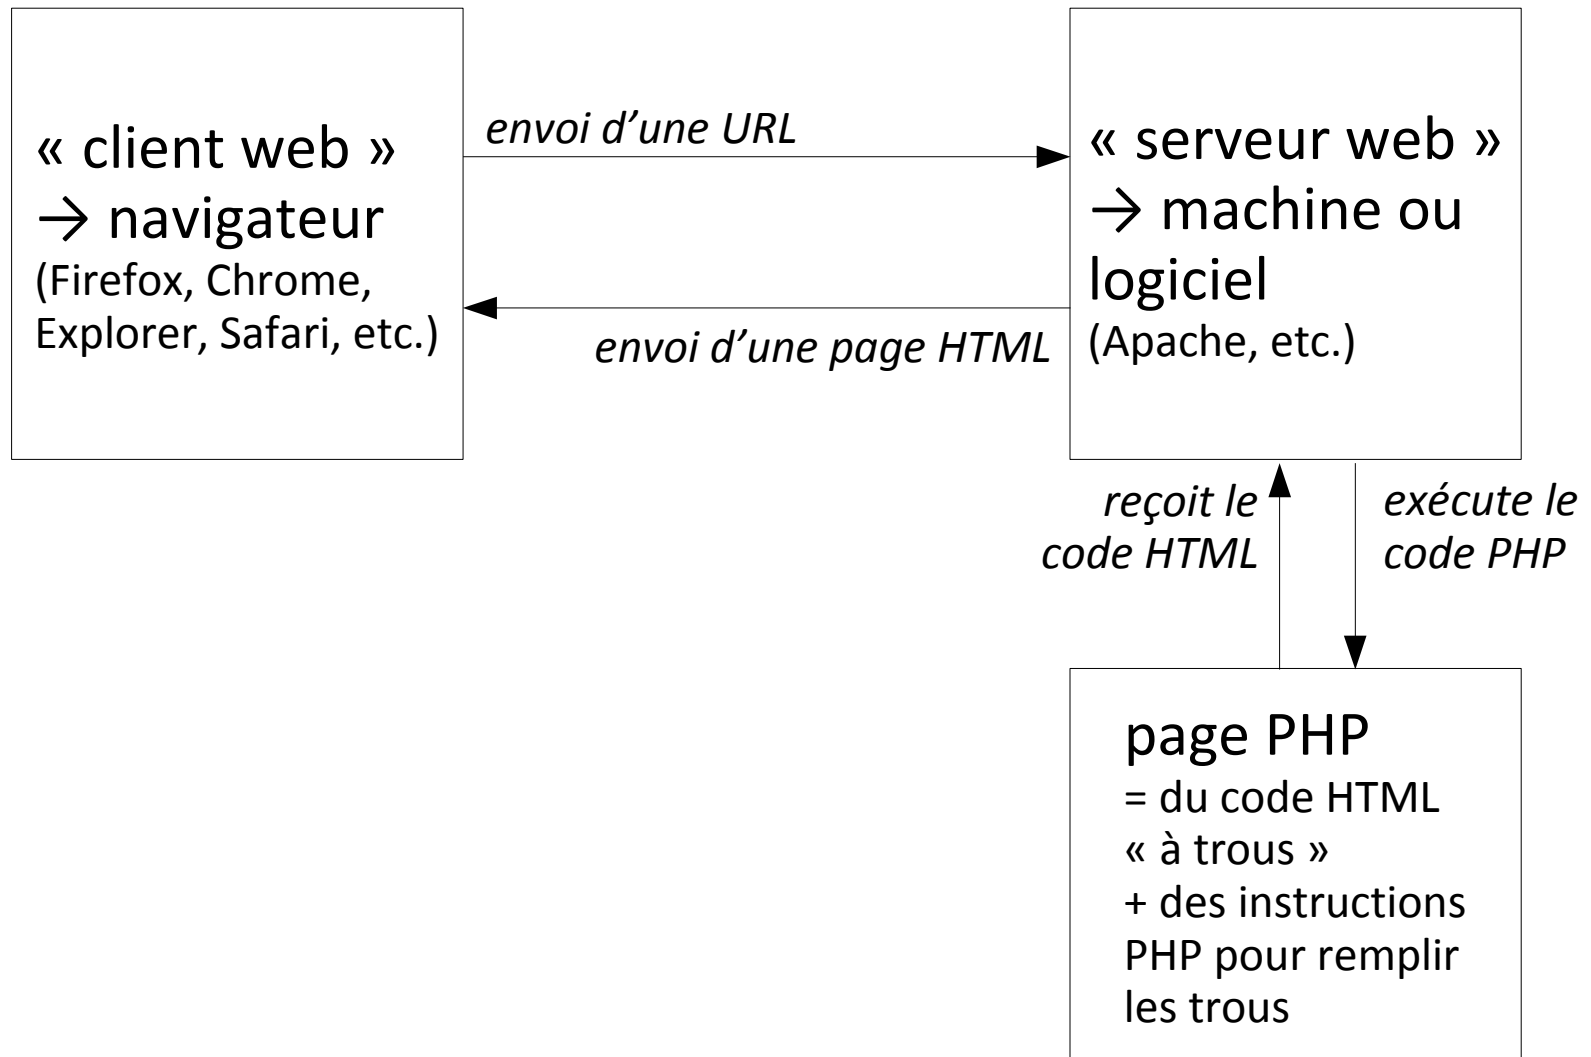 « client web »
→ navigateur
(Firefox, Chrome,
Explorer, Safari, etc.)
envoi d’une URL
envoi d’une page HTML
« serveur web »
→ machine ou
logiciel
(Apache, etc.)
reçoit le
code HTML
exécute le
code PHP
page PHP
= du code HTML
« à trous »
+ des instructions
PHP pour remplir
les trous